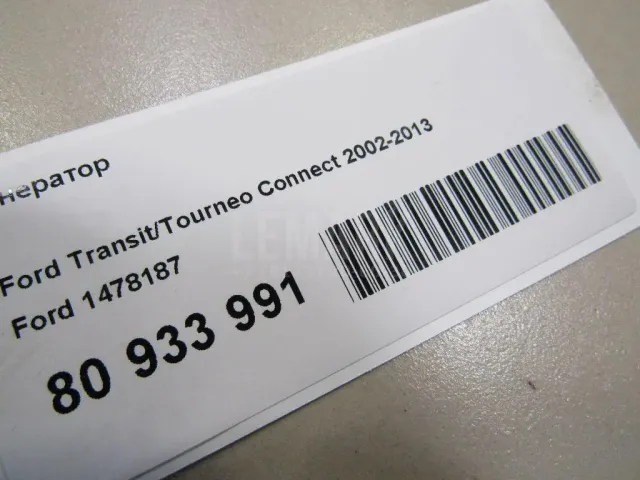 нератор
Ford Transit/Tourneo Connect 2002-2013
Ford 1478187
80 933 991